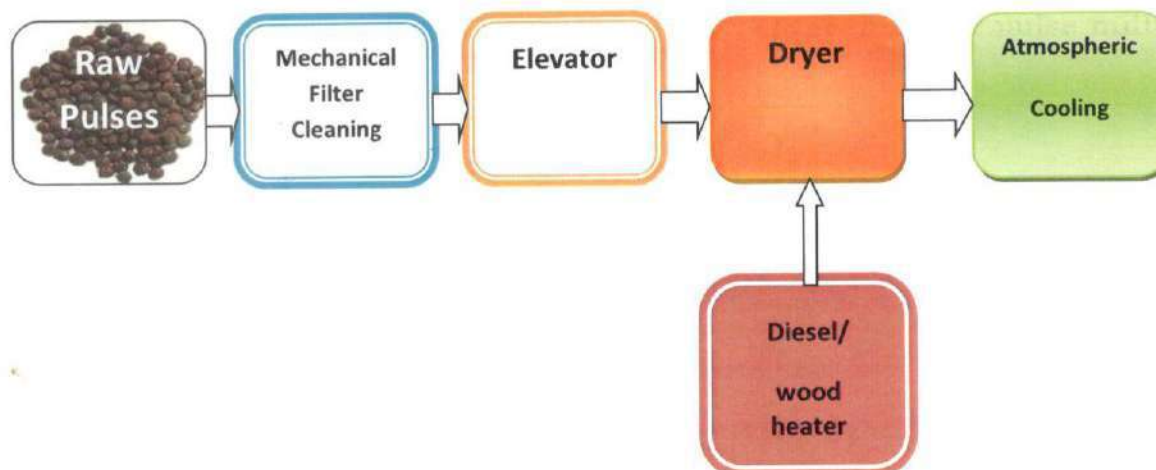 Raw
Pulses
Mechanical
Filter
Cleaning
Elevator
Dryer
Atmospheric
Cooling
Diesel/
wood
heater